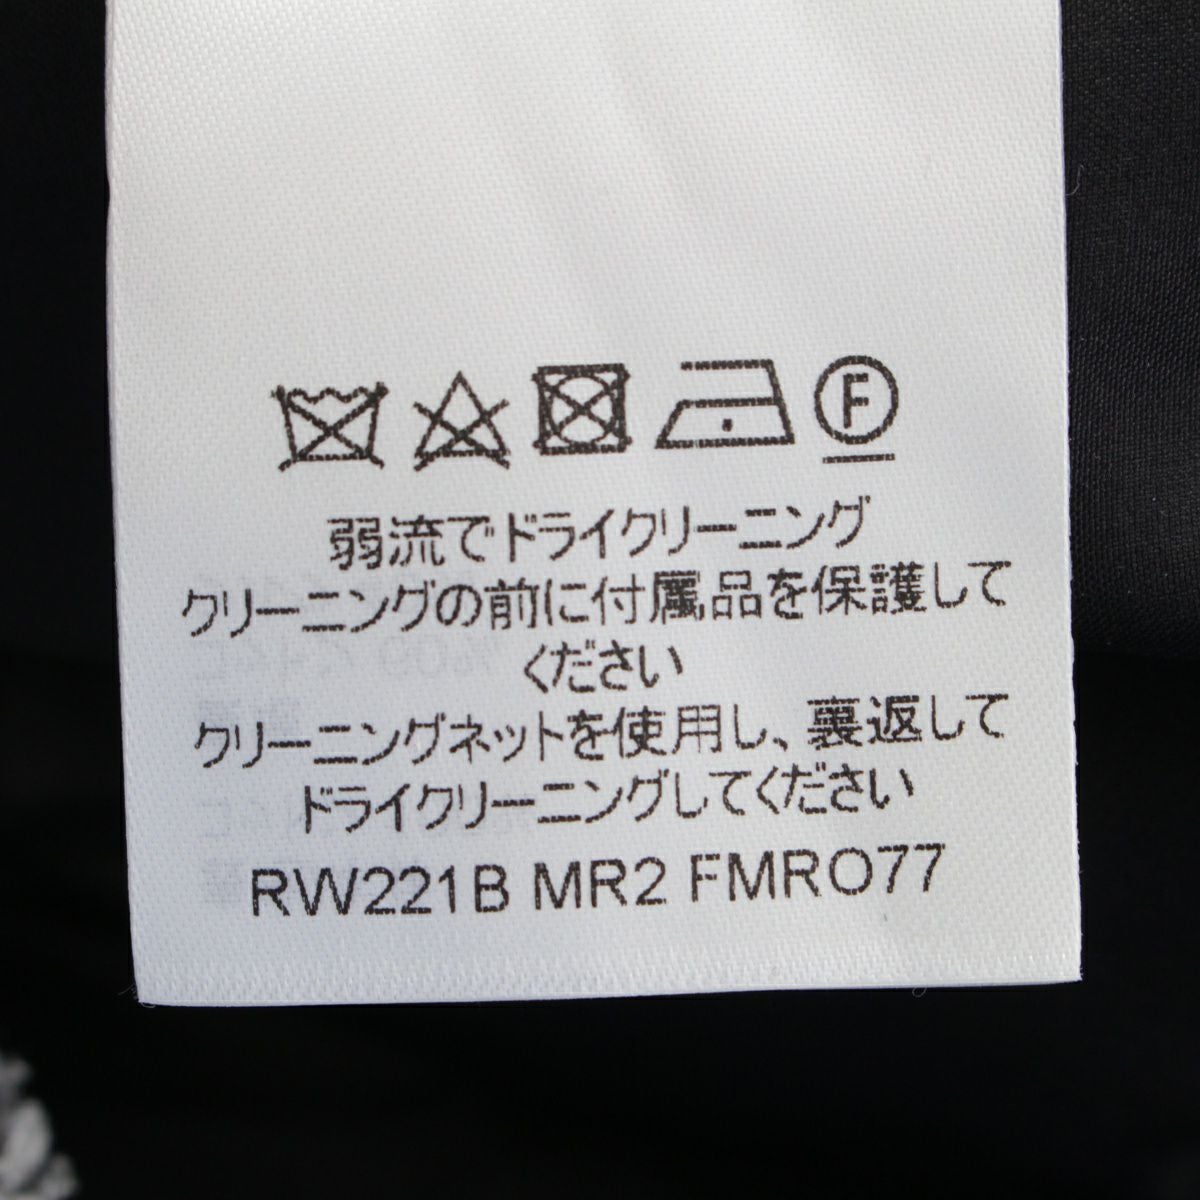 F
弱流でドライクリーニング
クリーニングの前に付属品を保護して
ください
クリーニングネットを使用し、裏返して
ドライクリーニングしてください
RW221B MR2 FMRO77